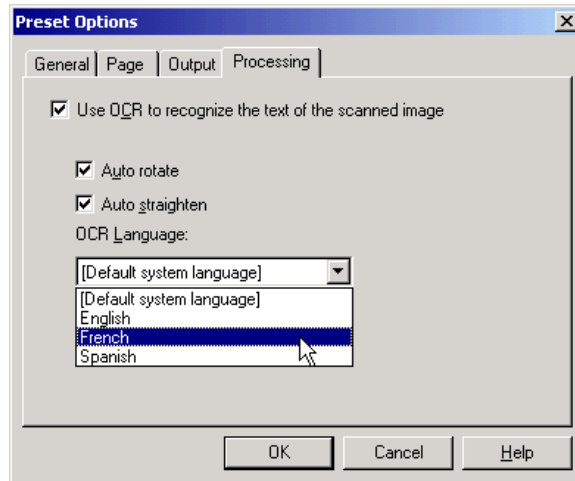 Preset Options
General Page Output Processing
Use OCR to recognize the text of the scanned image
Auto rotate
Auto straighten
OCR Language:
[Default system language]
[Default system language]
English
French
Spanish
OK Cancel Help